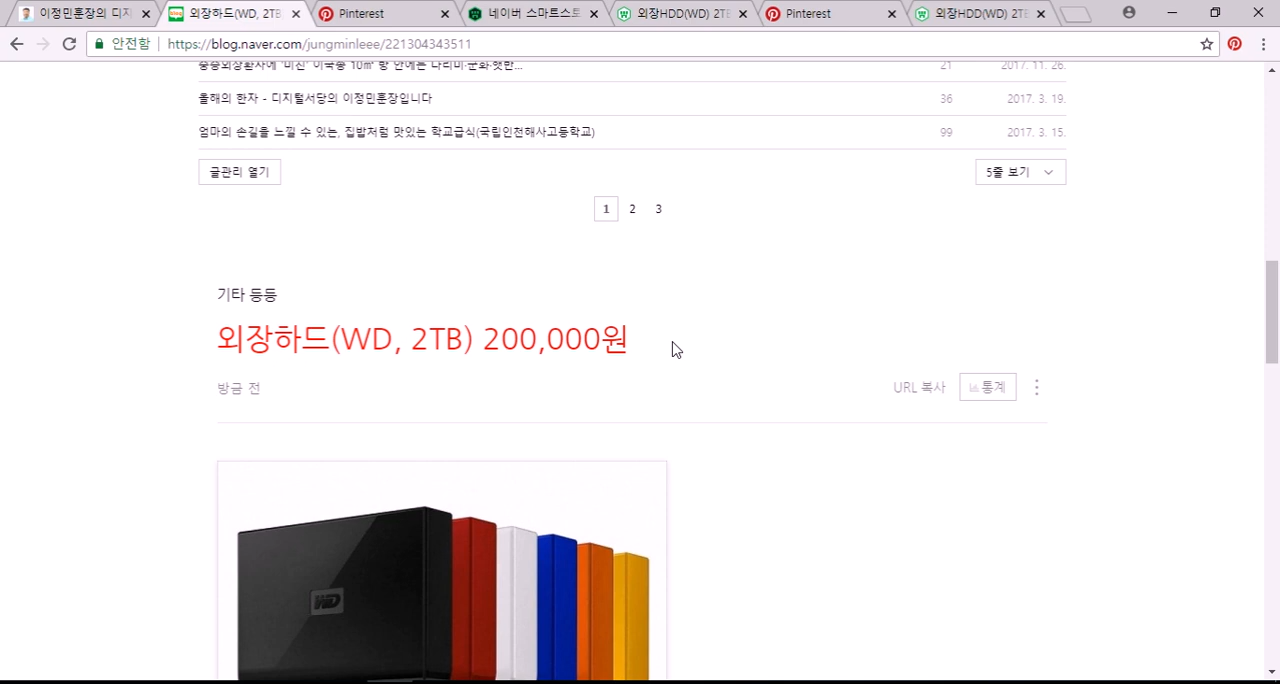 이정민훈장의 디지
외장하드(WD, 2TB
Pinterest
네이버 스마트스토
외장HDD(WD) 2TE
Pinterest
외장HDD(WD) 2TE
안전함 https://blog.naver.com/jungminleee/221304343511
21 2017. 11. 26.
올해의 한자 - 디지털서당의 이정민훈장입니다 36 2017. 3. 19.
엄마의 손길을 느낄 수 있는, 집밥처럼 맛있는 학교급식(국립인천해사고등학교) 99 2017. 3. 15.
글관리 열기 5줄 보기
1 2 3
기타 등등
외장하드(WD, 2TB) 200,000원
방금 전 URL 복사 통계
WD